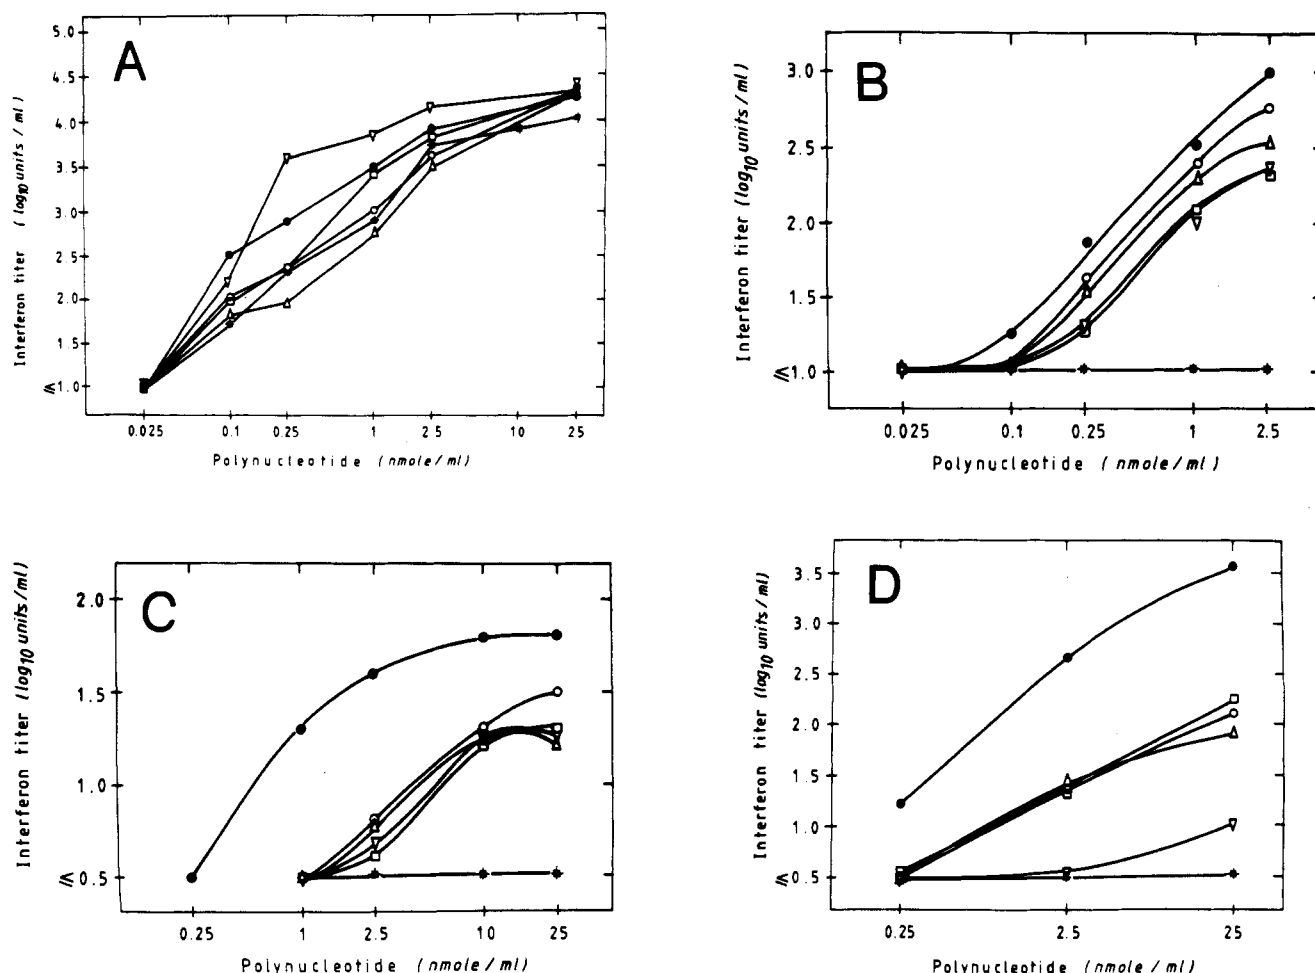 A
Interferon titer (log10 units/ml)
5.0
4.5
4.0
3.5
3.0
2.5
2.0
1.5
⩽1.0
0.025 0.1 0.25 1 2.5 10 25
Polynucleotide (nmole/ml)
B
Interferon titer (log10 units/ml)
3.0
2.5
2.0
1.5
⩽1.0
0.025 0.1 0.25 1 2.5
Polynucleotide (nmole/ml)
C
Interferon titer (log10 units/ml)
2.0
1.5
1.0
⩽0.5
0.25 1 2.5 10 25
Polynucleotide (nmole/ml)
D
Interferon titer (log10 units/ml)
3.5
3.0
2.5
2.0
1.5
1.0
⩽0.5
0.25 2.5 25
Polynucleotide (nmole/ml)